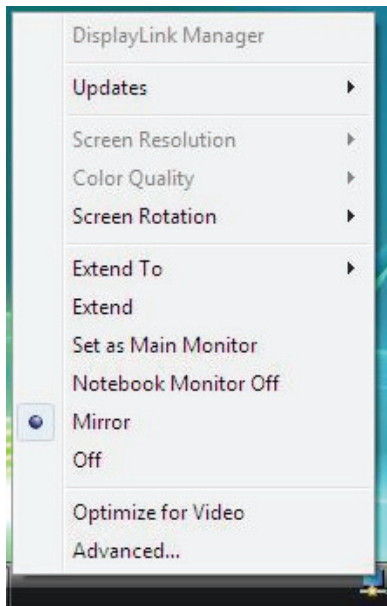 DisplayLink Manager
Updates
Screen Resolution
Color Quality
Screen Rotation
Extend To
Extend
Set as Main Monitor
Notebook Monitor Off
Mirror
Off
Optimize for Video
Advanced...